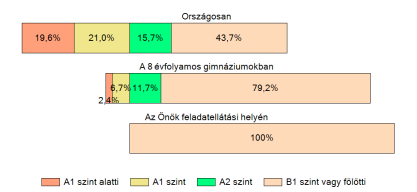 Országosan
19,6% 21,0% 15,7% 43,7%
A 8 évfolyamos gimnáziumokban
2,4% 6,7% 11,7% 79,2%
Az Önök feladatellátási helyén
100%
A1 szint alatti A1 szint A2 szint B1 szint vagy fölötti